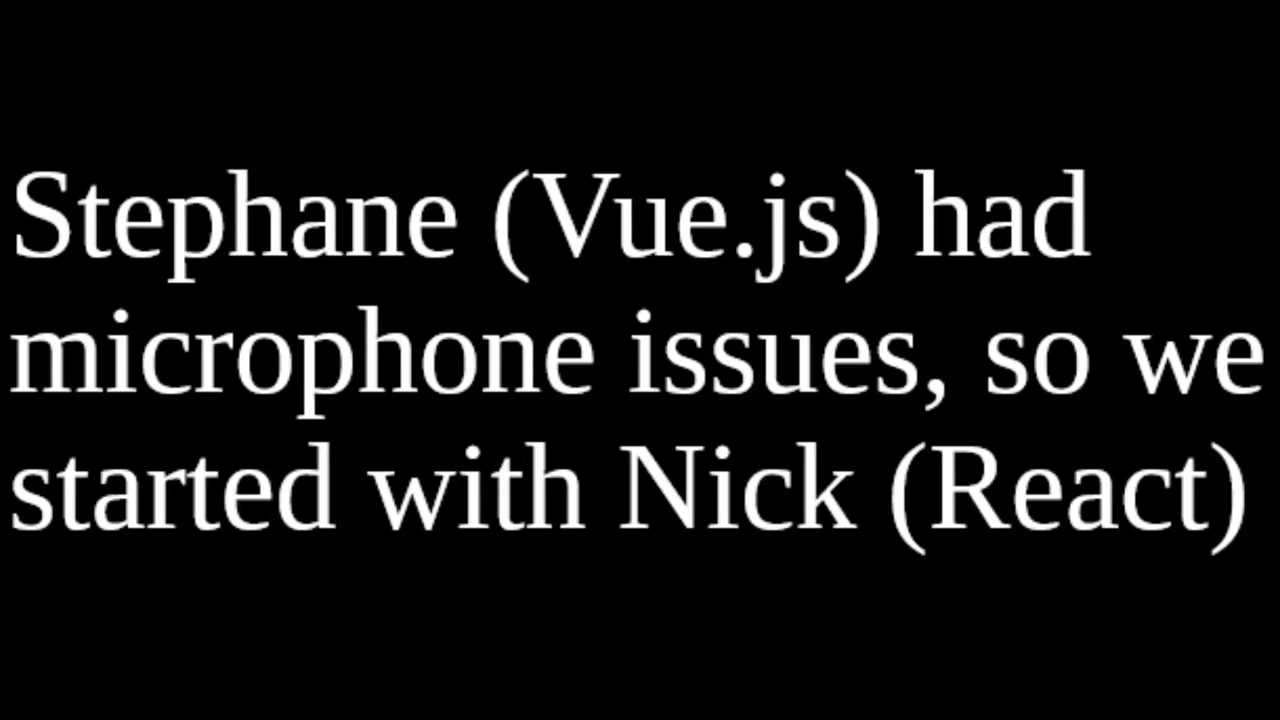 Stephane (Vue.js) had
microphone issues, so we
started with Nick (React)